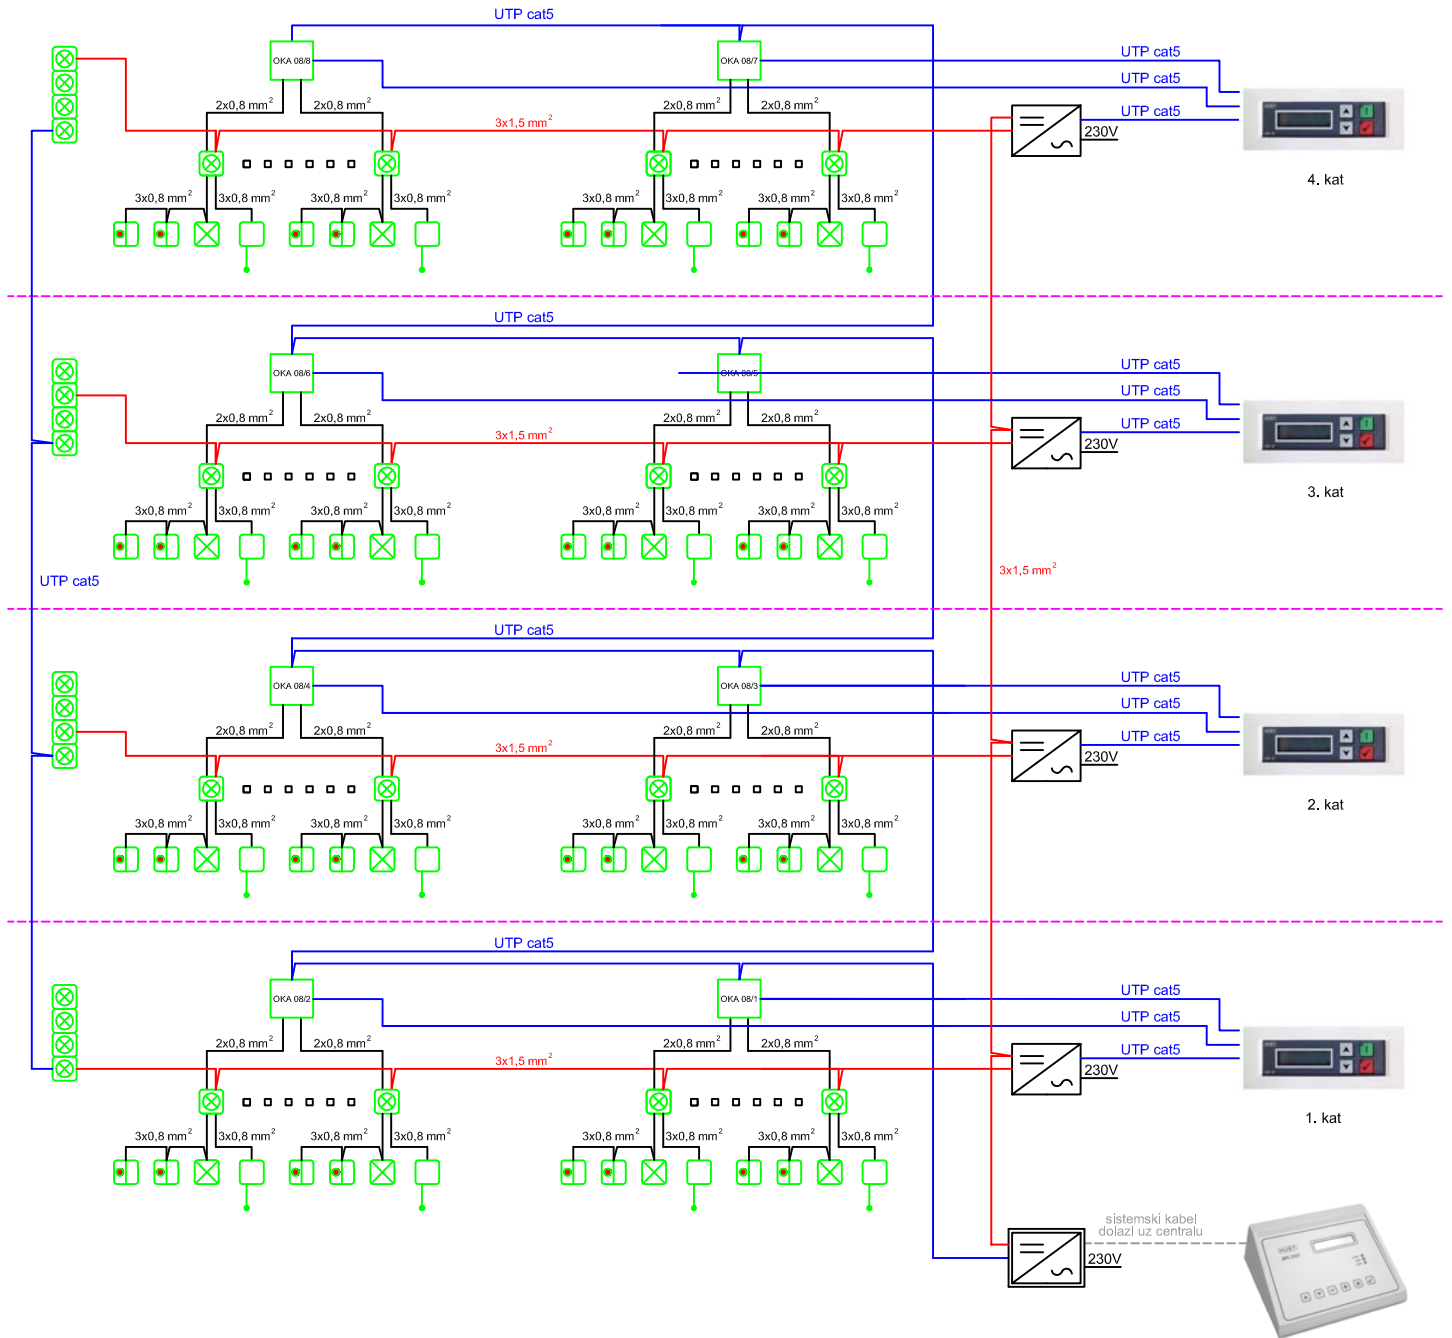 UTP cat5
OKA 08/8
OKA 08/7
UTP cat5
UTP cat5
UTP cat5
2x0,8 mm²
2x0,8 mm²
3x1,5 mm²
2x0,8 mm²
2x0,8 mm²
230V
4. kat
3x0,8 mm²
3x0,8 mm²
3x0,8 mm²
3x0,8 mm²
3x0,8 mm²
3x0,8 mm²
3x0,8 mm²
3x0,8 mm²
UTP cat5
OKA 08/6
OKA 08/5
UTP cat5
UTP cat5
UTP cat5
2x0,8 mm²
2x0,8 mm²
3x1,5 mm²
2x0,8 mm²
2x0,8 mm²
230V
3. kat
3x0,8 mm²
3x0,8 mm²
3x0,8 mm²
3x0,8 mm²
3x0,8 mm²
3x0,8 mm²
3x0,8 mm²
3x0,8 mm²
UTP cat5
3x1,5 mm²
UTP cat5
OKA 08/4
OKA 08/3
UTP cat5
UTP cat5
UTP cat5
2x0,8 mm²
2x0,8 mm²
3x1,5 mm²
2x0,8 mm²
2x0,8 mm²
230V
2. kat
3x0,8 mm²
3x0,8 mm²
3x0,8 mm²
3x0,8 mm²
3x0,8 mm²
3x0,8 mm²
3x0,8 mm²
3x0,8 mm²
UTP cat5
OKA 08/2
OKA 08/1
UTP cat5
UTP cat5
UTP cat5
2x0,8 mm²
2x0,8 mm²
3x1,5 mm²
2x0,8 mm²
2x0,8 mm²
230V
1. kat
3x0,8 mm²
3x0,8 mm²
3x0,8 mm²
3x0,8 mm²
3x0,8 mm²
3x0,8 mm²
3x0,8 mm²
3x0,8 mm²
sistemski kabel
dolazi uz centralu
230V